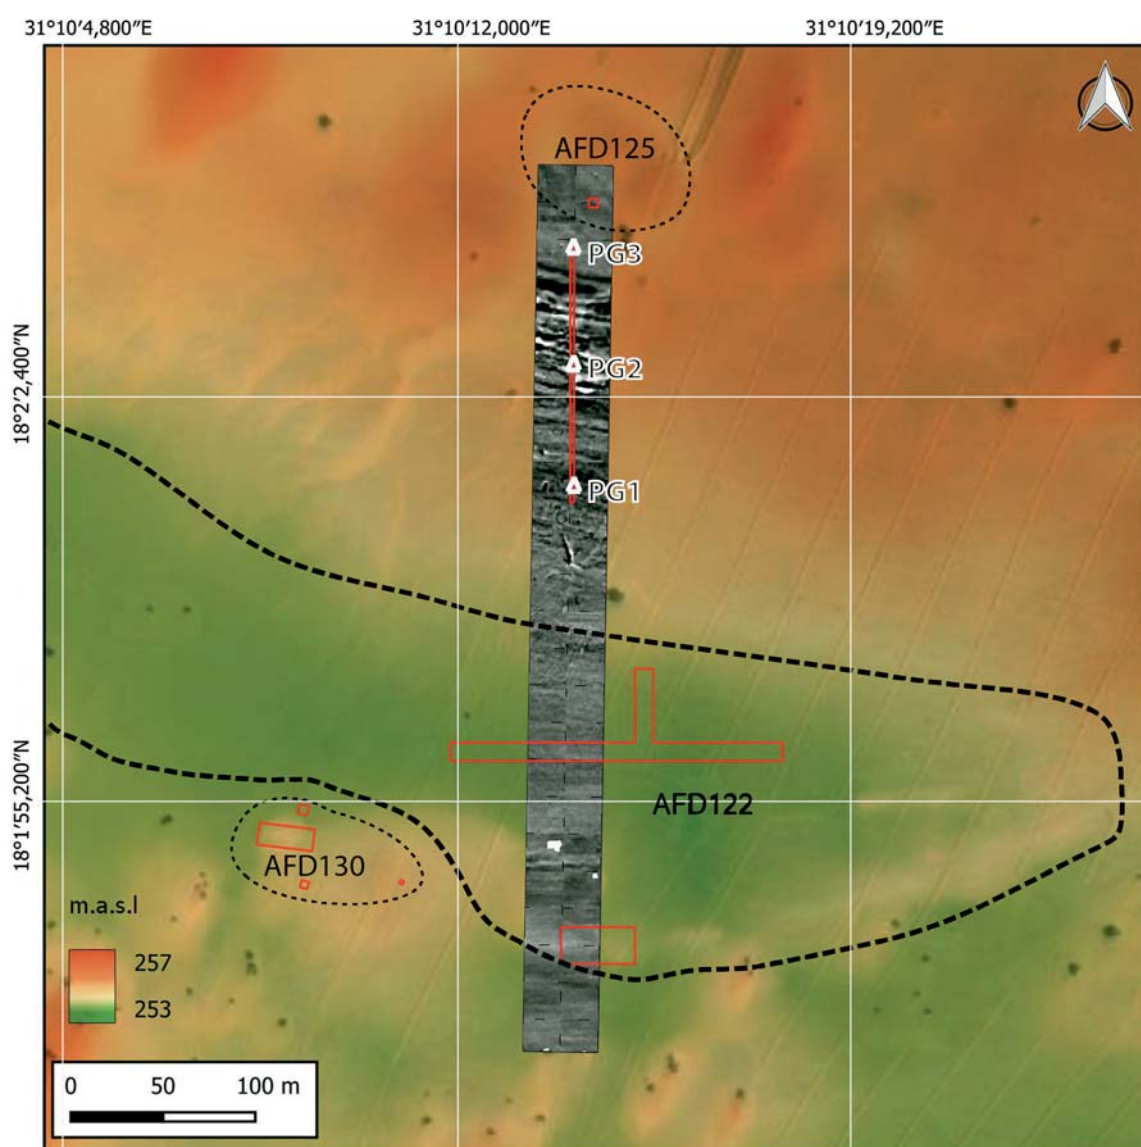 31°10′4,800″E
31°10′12,000″E
31°10′19,200″E
AFD125
PG3
18°2′2,400″N
PG2
PG1
18°1′55,200″N
AFD122
AFD130
m.a.s.l
257
253
0
50
100 m